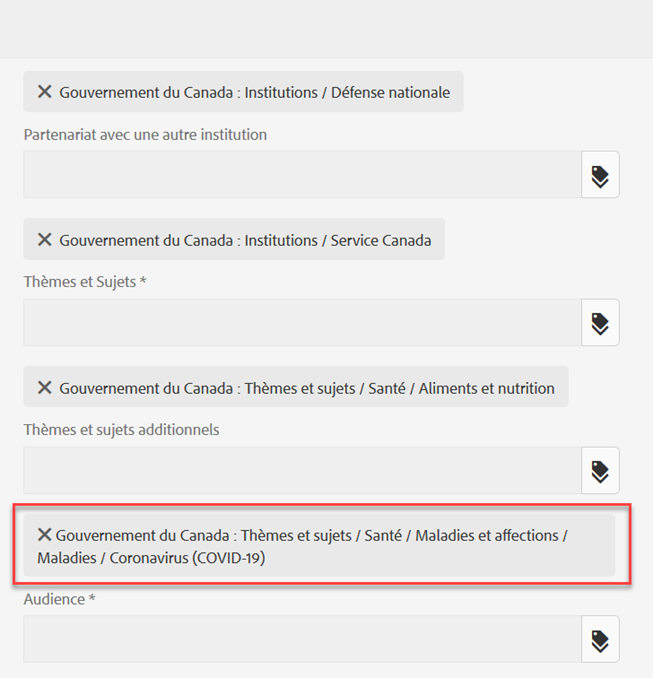 Gouvernement du Canada : Institutions / Défense nationale
Partenariat avec une autre institution
Gouvernement du Canada : Institutions / Service Canada
Thèmes et Sujets *
Gouvernement du Canada : Thèmes et sujets / Santé / Aliments et nutrition
Thèmes et sujets additionnels
Gouvernement du Canada : Thèmes et sujets / Santé / Maladies et affections /
Maladies / Coronavirus (COVID-19)
Audience *